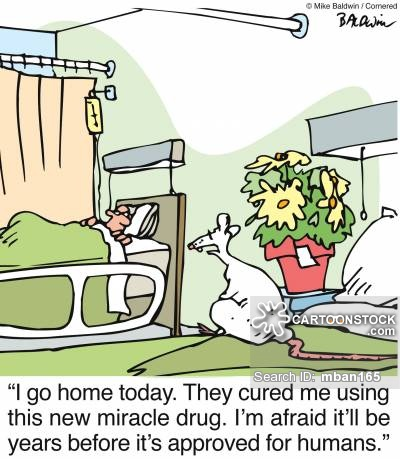 © Mike Baldwin / Cornered
BALDWIN
CARTOONSTOCK
.com
Search ID: mban165
“I go home today. They cured me using
this new miracle drug. I’m afraid it’ll be
years before it’s approved for humans.”